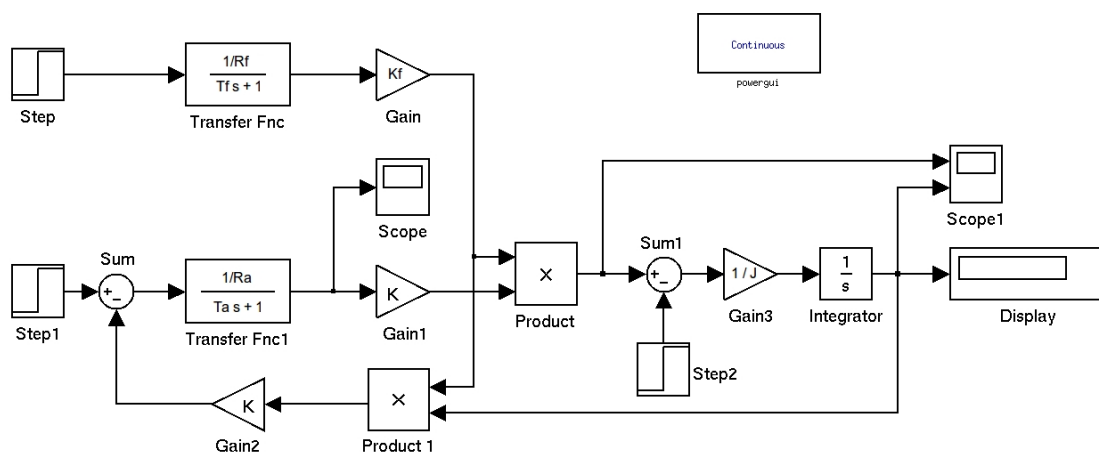 Continuous
powergui
1/Rf
Tf s + 1
Kf
Step
Transfer Fnc
Gain
Scope
Scope1
Sum
Sum1
+
-
1/Ra
Ta s + 1
K
×
+
-
1 / J
1
s
Step1
Transfer Fnc1
Gain1
Product
Gain3
Integrator
Display
Step2
K
×
Gain2
Product 1